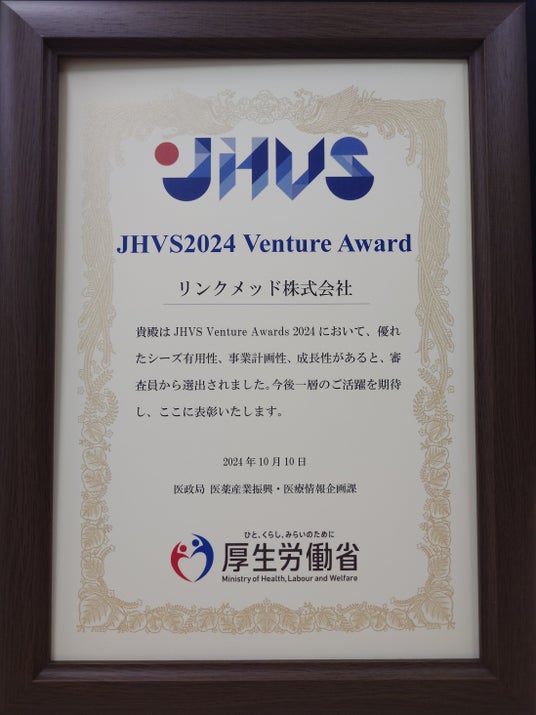 JHVS
JHVS2024 Venture Award
リンクメッド株式会社
貴殿は JHVS Venture Awards 2024 において、優れ
たシーズ有用性、事業計画性、成長性があると、審
査員から選出されました。今後一層のご活躍を期待
し、ここに表彰いたします。
2024 年 10 月 10 日
医政局 医薬産業振興・医療情報企画課
ひと、くらし、みらいのために
厚生労働省
Ministry of Health, Labour and Welfare